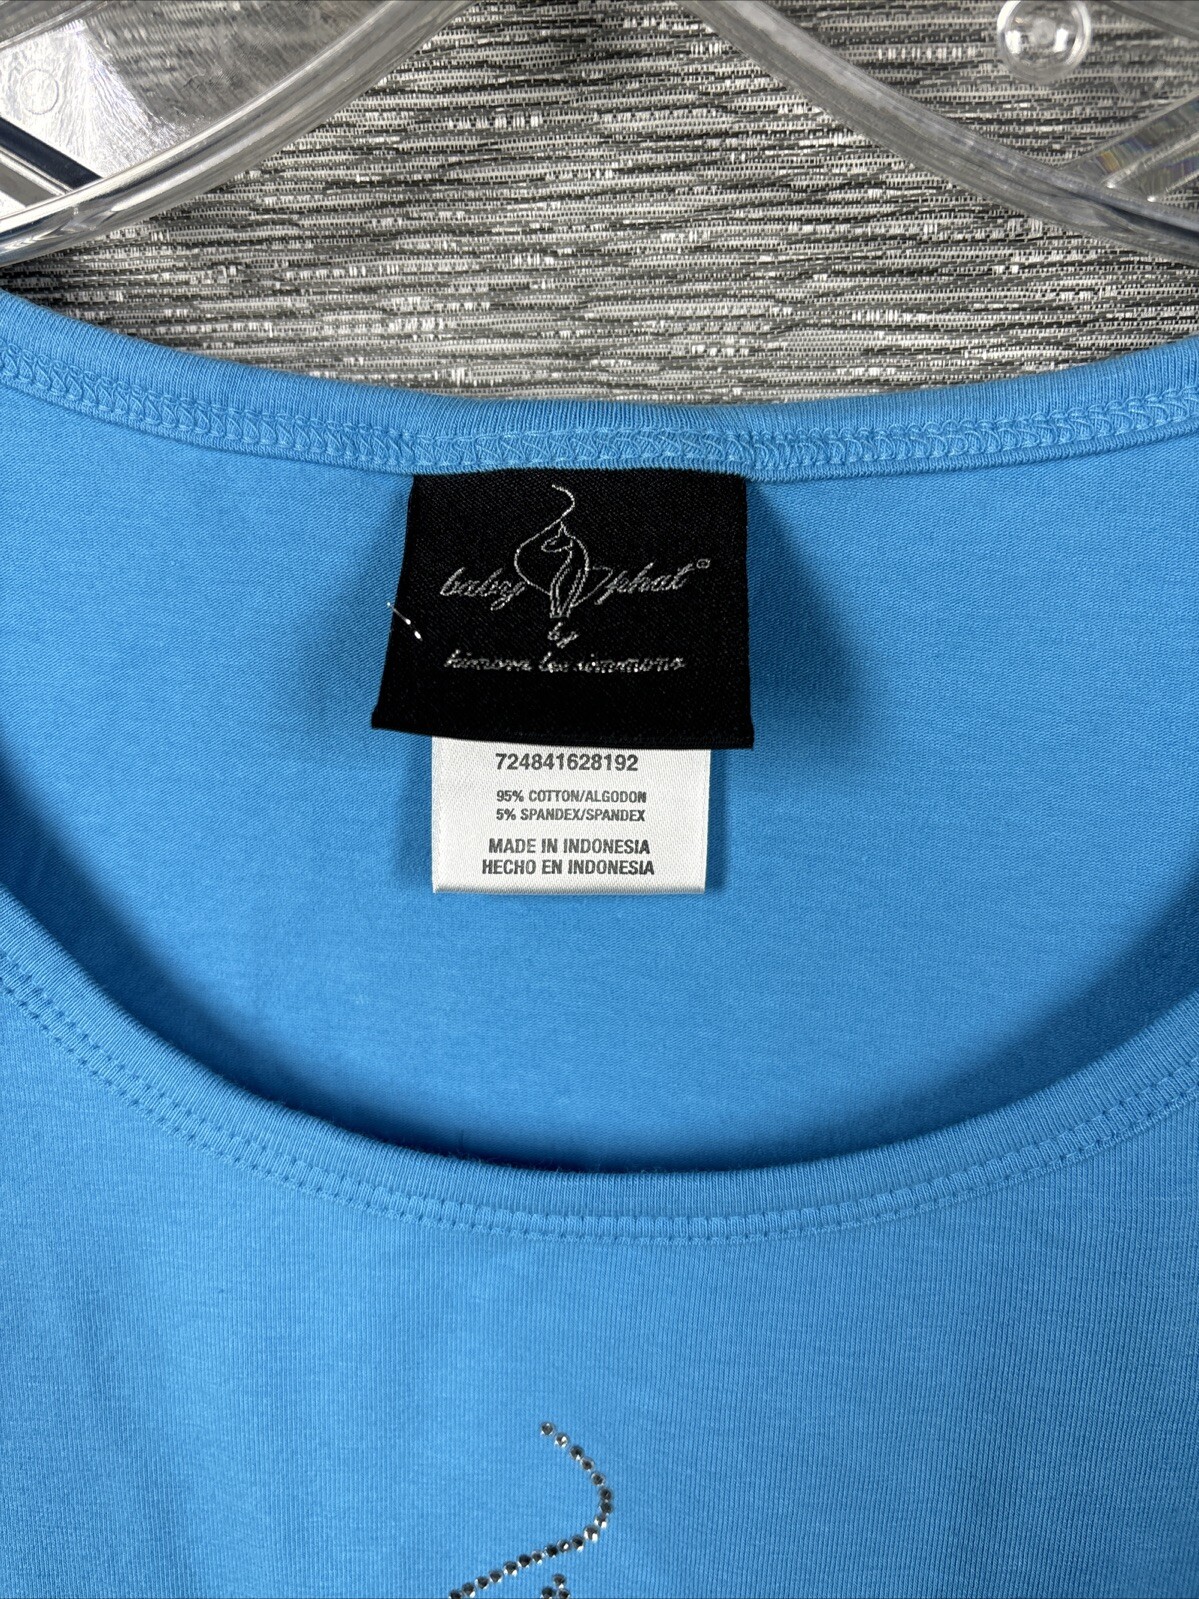 baby phat®
by
kimora lee simmons
724841628192
95% COTTON/ALGODON
5% SPANDEX/SPANDEX
MADE IN INDONESIA
HECHO EN INDONESIA